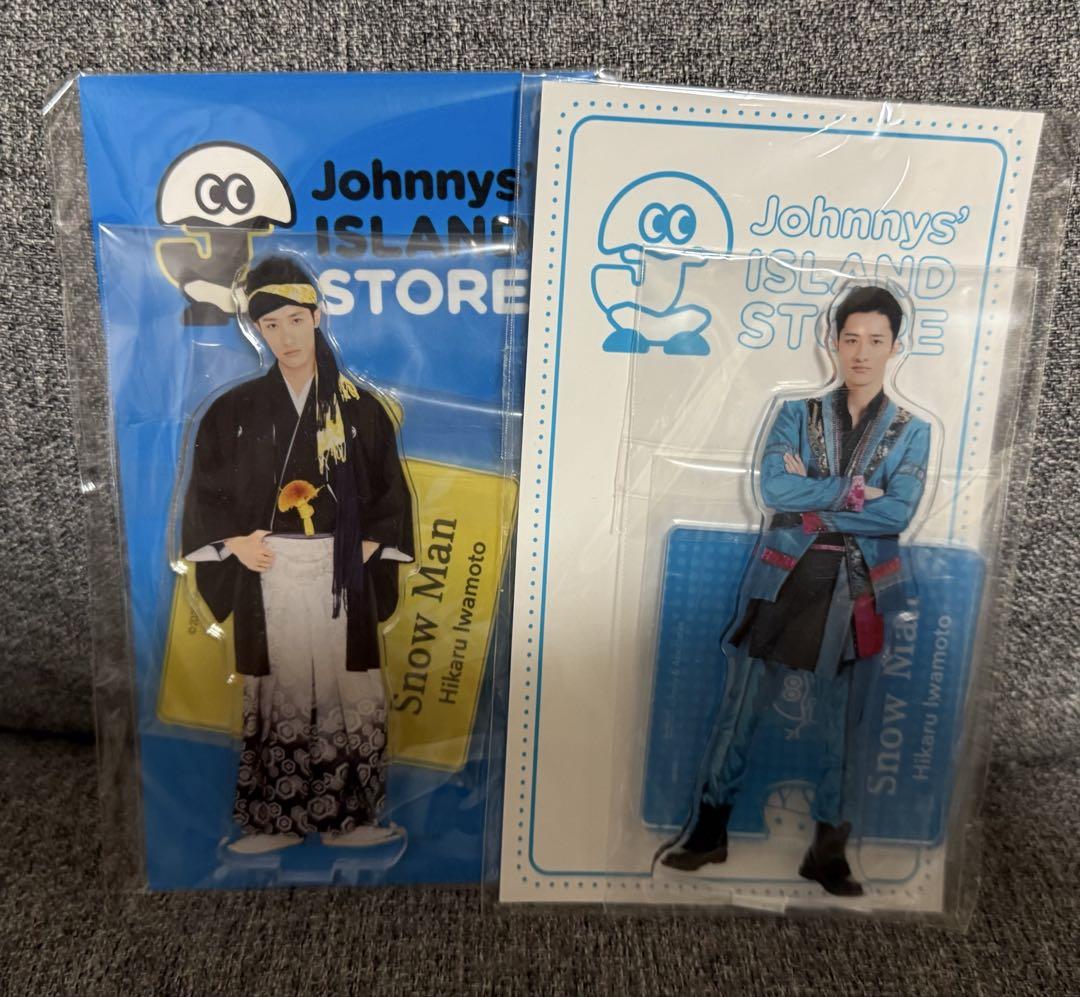 Johnnys'
ISLAND
STORE
Snow Man
Hikaru Iwamoto
Johnnys'
ISLAND
STORE
Snow Man
Hikaru Iwamoto